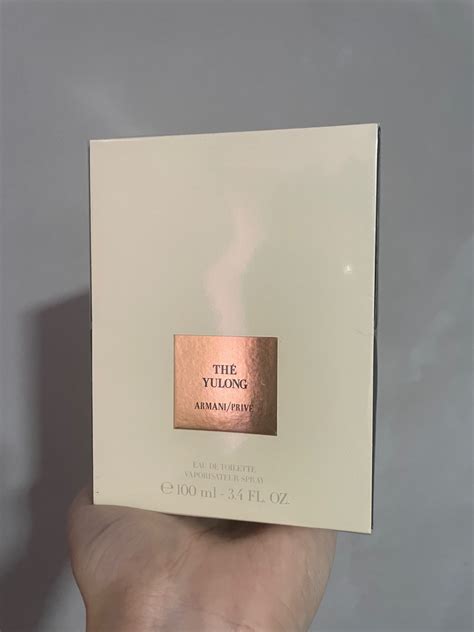 THÉ
YULONG
ARMANI/PRIVÉ
EAU DE TOILETTE
VAPORISATEUR SPRAY
℮ 100 ml - 3.4 FL. OZ.